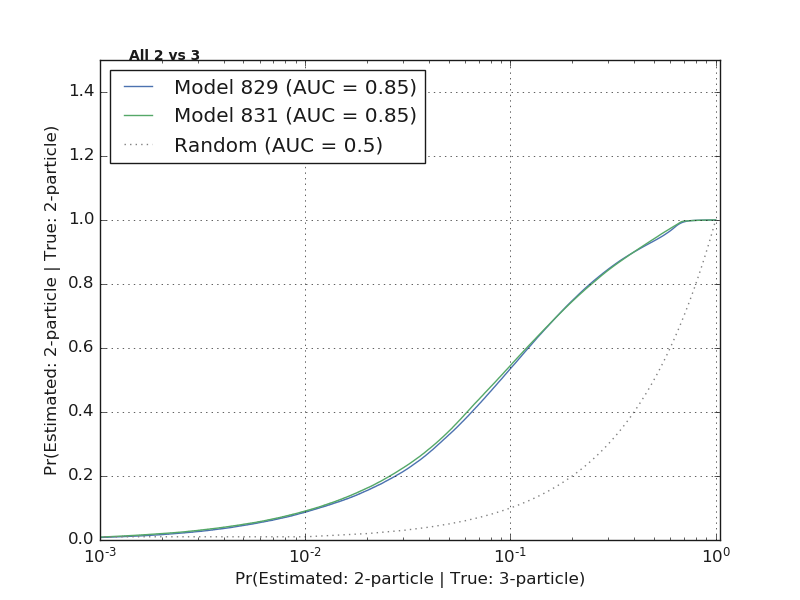 All 2 vs 3
Model 829 (AUC = 0.85)
Model 831 (AUC = 0.85)
Random (AUC = 0.5)
1.4
1.2
1.0
0.8
0.6
0.4
0.2
0.0
Pr(Estimated: 2-particle | True: 2-particle)
10^-3 10^-2 10^-1 10^0
Pr(Estimated: 2-particle | True: 3-particle)